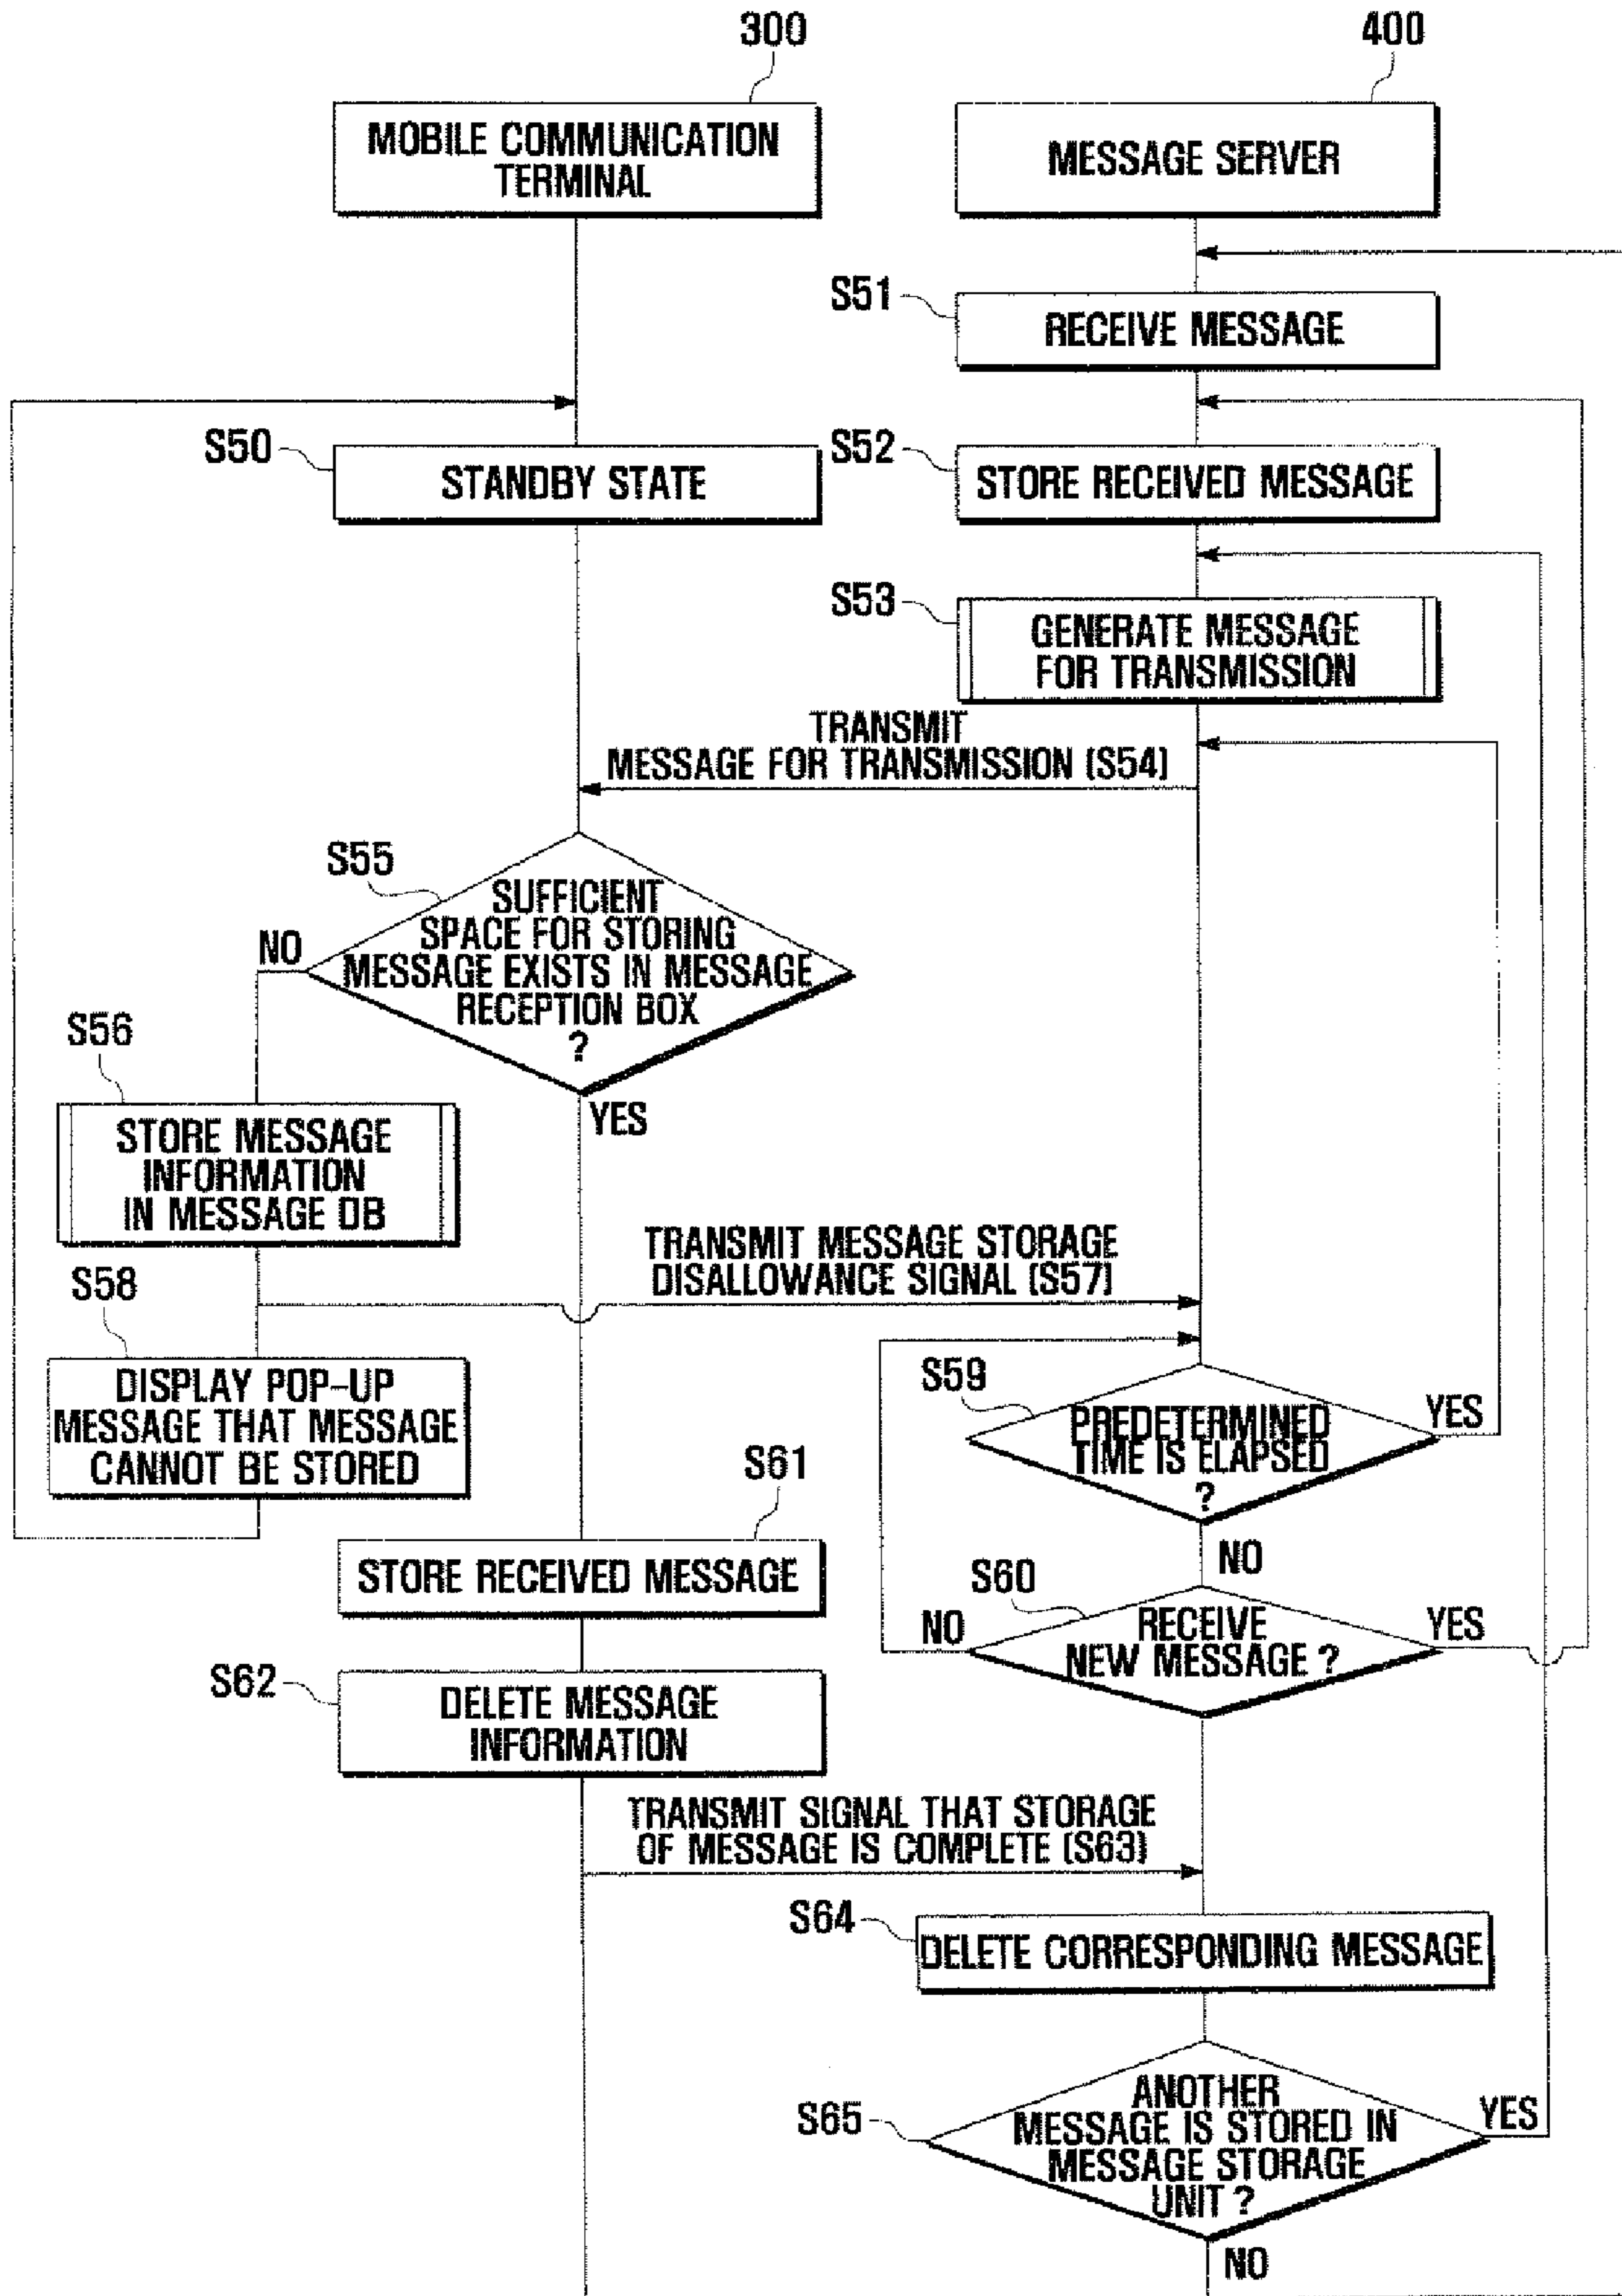 300
400
MOBILE COMMUNICATION
TERMINAL
MESSAGE SERVER
S51
RECEIVE MESSAGE
S50
STANDBY STATE
S52
STORE RECEIVED MESSAGE
S53
GENERATE MESSAGE
FOR TRANSMISSION
TRANSMIT
MESSAGE FOR TRANSMISSION (S54)
S55
SUFFICIENT
SPACE FOR STORING
MESSAGE EXISTS IN MESSAGE
RECEPTION BOX
?
NO
YES
S56
STORE MESSAGE
INFORMATION
IN MESSAGE DB
TRANSMIT MESSAGE STORAGE
DISALLOWANCE SIGNAL (S57)
S58
DISPLAY POP-UP
MESSAGE THAT MESSAGE
CANNOT BE STORED
S59
PREDETERMINED
TIME IS ELAPSED
?
YES
NO
S61
STORE RECEIVED MESSAGE
S60
RECEIVE
NEW MESSAGE ?
NO
YES
S62
DELETE MESSAGE
INFORMATION
TRANSMIT SIGNAL THAT STORAGE
OF MESSAGE IS COMPLETE (S63)
S64
DELETE CORRESPONDING MESSAGE
S65
ANOTHER
MESSAGE IS STORED IN
MESSAGE STORAGE
UNIT ?
YES
NO